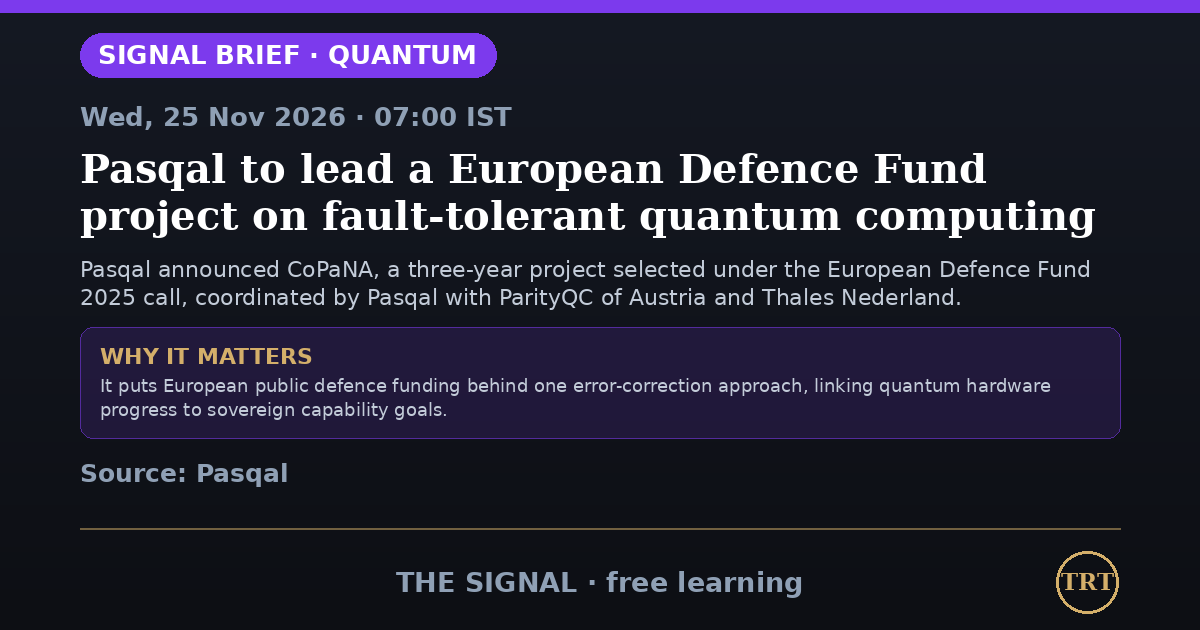 SIGNAL BRIEF · QUANTUM
Wed, 25 Nov 2026 · 07:00 IST
Pasqal to lead a European Defence Fund
project on fault-tolerant quantum computing
Pasqal announced CoPaNA, a three-year project selected under the European Defence Fund
2025 call, coordinated by Pasqal with ParityQC of Austria and Thales Nederland.
WHY IT MATTERS
It puts European public defence funding behind one error-correction approach, linking quantum hardware
progress to sovereign capability goals.
Source: Pasqal
THE SIGNAL · free learning
TRT